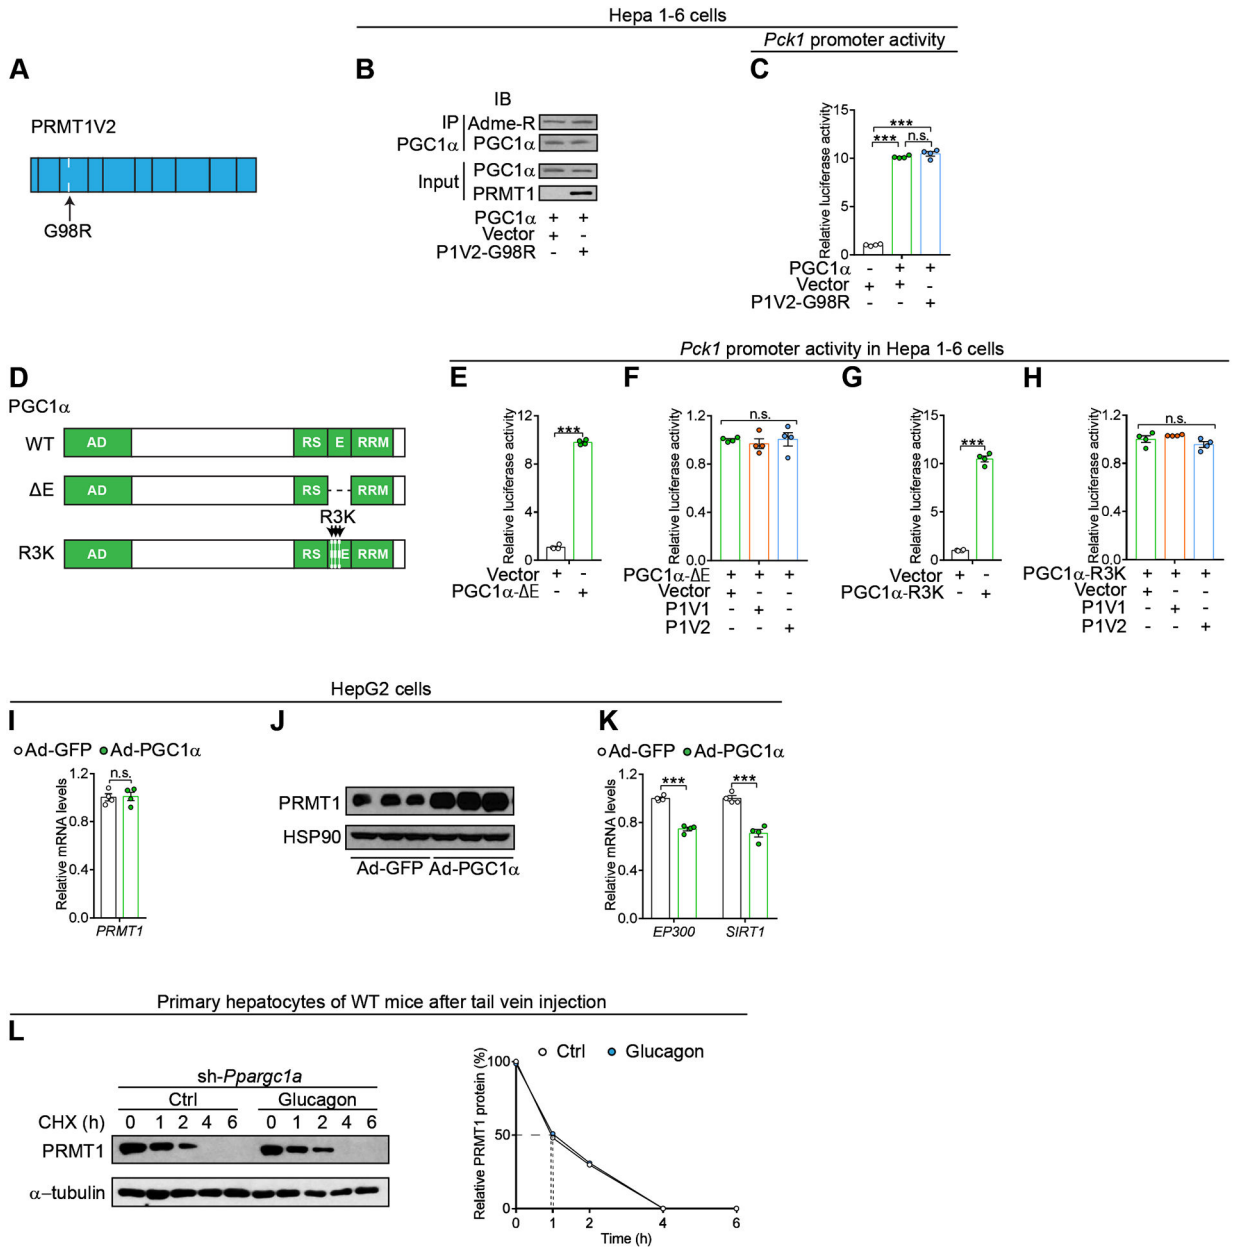 Hepa 1-6 cells
Pck1 promoter activity
A
PRMT1V2
G98R
B
IB
IP Adme-R
PGC1α PGC1α
Input PGC1α
PRMT1
PGC1α + +
Vector + -
P1V2-G98R - +
C
Relative luciferase activity
15
10
5
0
*** n.s.
***
PGC1α - + +
Vector + + -
P1V2-G98R - - +
Pck1 promoter activity in Hepa 1-6 cells
D
PGC1α
WT AD RS E RRM
ΔE AD RS RRM
R3K
R3K AD RS E RRM
E
Relative luciferase activity
12
8
4
0
***
Vector + -
PGC1α-ΔE - +
F
Relative luciferase activity
1.2
0.8
0.4
0.0
n.s.
PGC1α-ΔE + + +
Vector + - -
P1V1 - + -
P1V2 - - +
G
Relative luciferase activity
15
10
5
0
***
Vector + -
PGC1α-R3K - +
H
Relative luciferase activity
1.2
0.8
0.4
0.0
n.s.
PGC1α-R3K + + +
Vector + - -
P1V1 - + -
P1V2 - - +
HepG2 cells
I
Ad-GFP Ad-PGC1α
Relative mRNA levels
1.2
0.8
0.4
0.0
n.s.
PRMT1
J
PRMT1
HSP90
Ad-GFP Ad-PGC1α
K
Ad-GFP Ad-PGC1α
Relative mRNA levels
1.2
0.8
0.4
0.0
*** ***
EP300 SIRT1
Primary hepatocytes of WT mice after tail vein injection
L
sh-Ppargc1a
Ctrl Glucagon
CHX (h) 0 1 2 4 6 0 1 2 4 6
PRMT1
α-tubulin
Ctrl Glucagon
Relative PRMT1 protein (%)
100
50
0
0 1 2 4 6
Time (h)